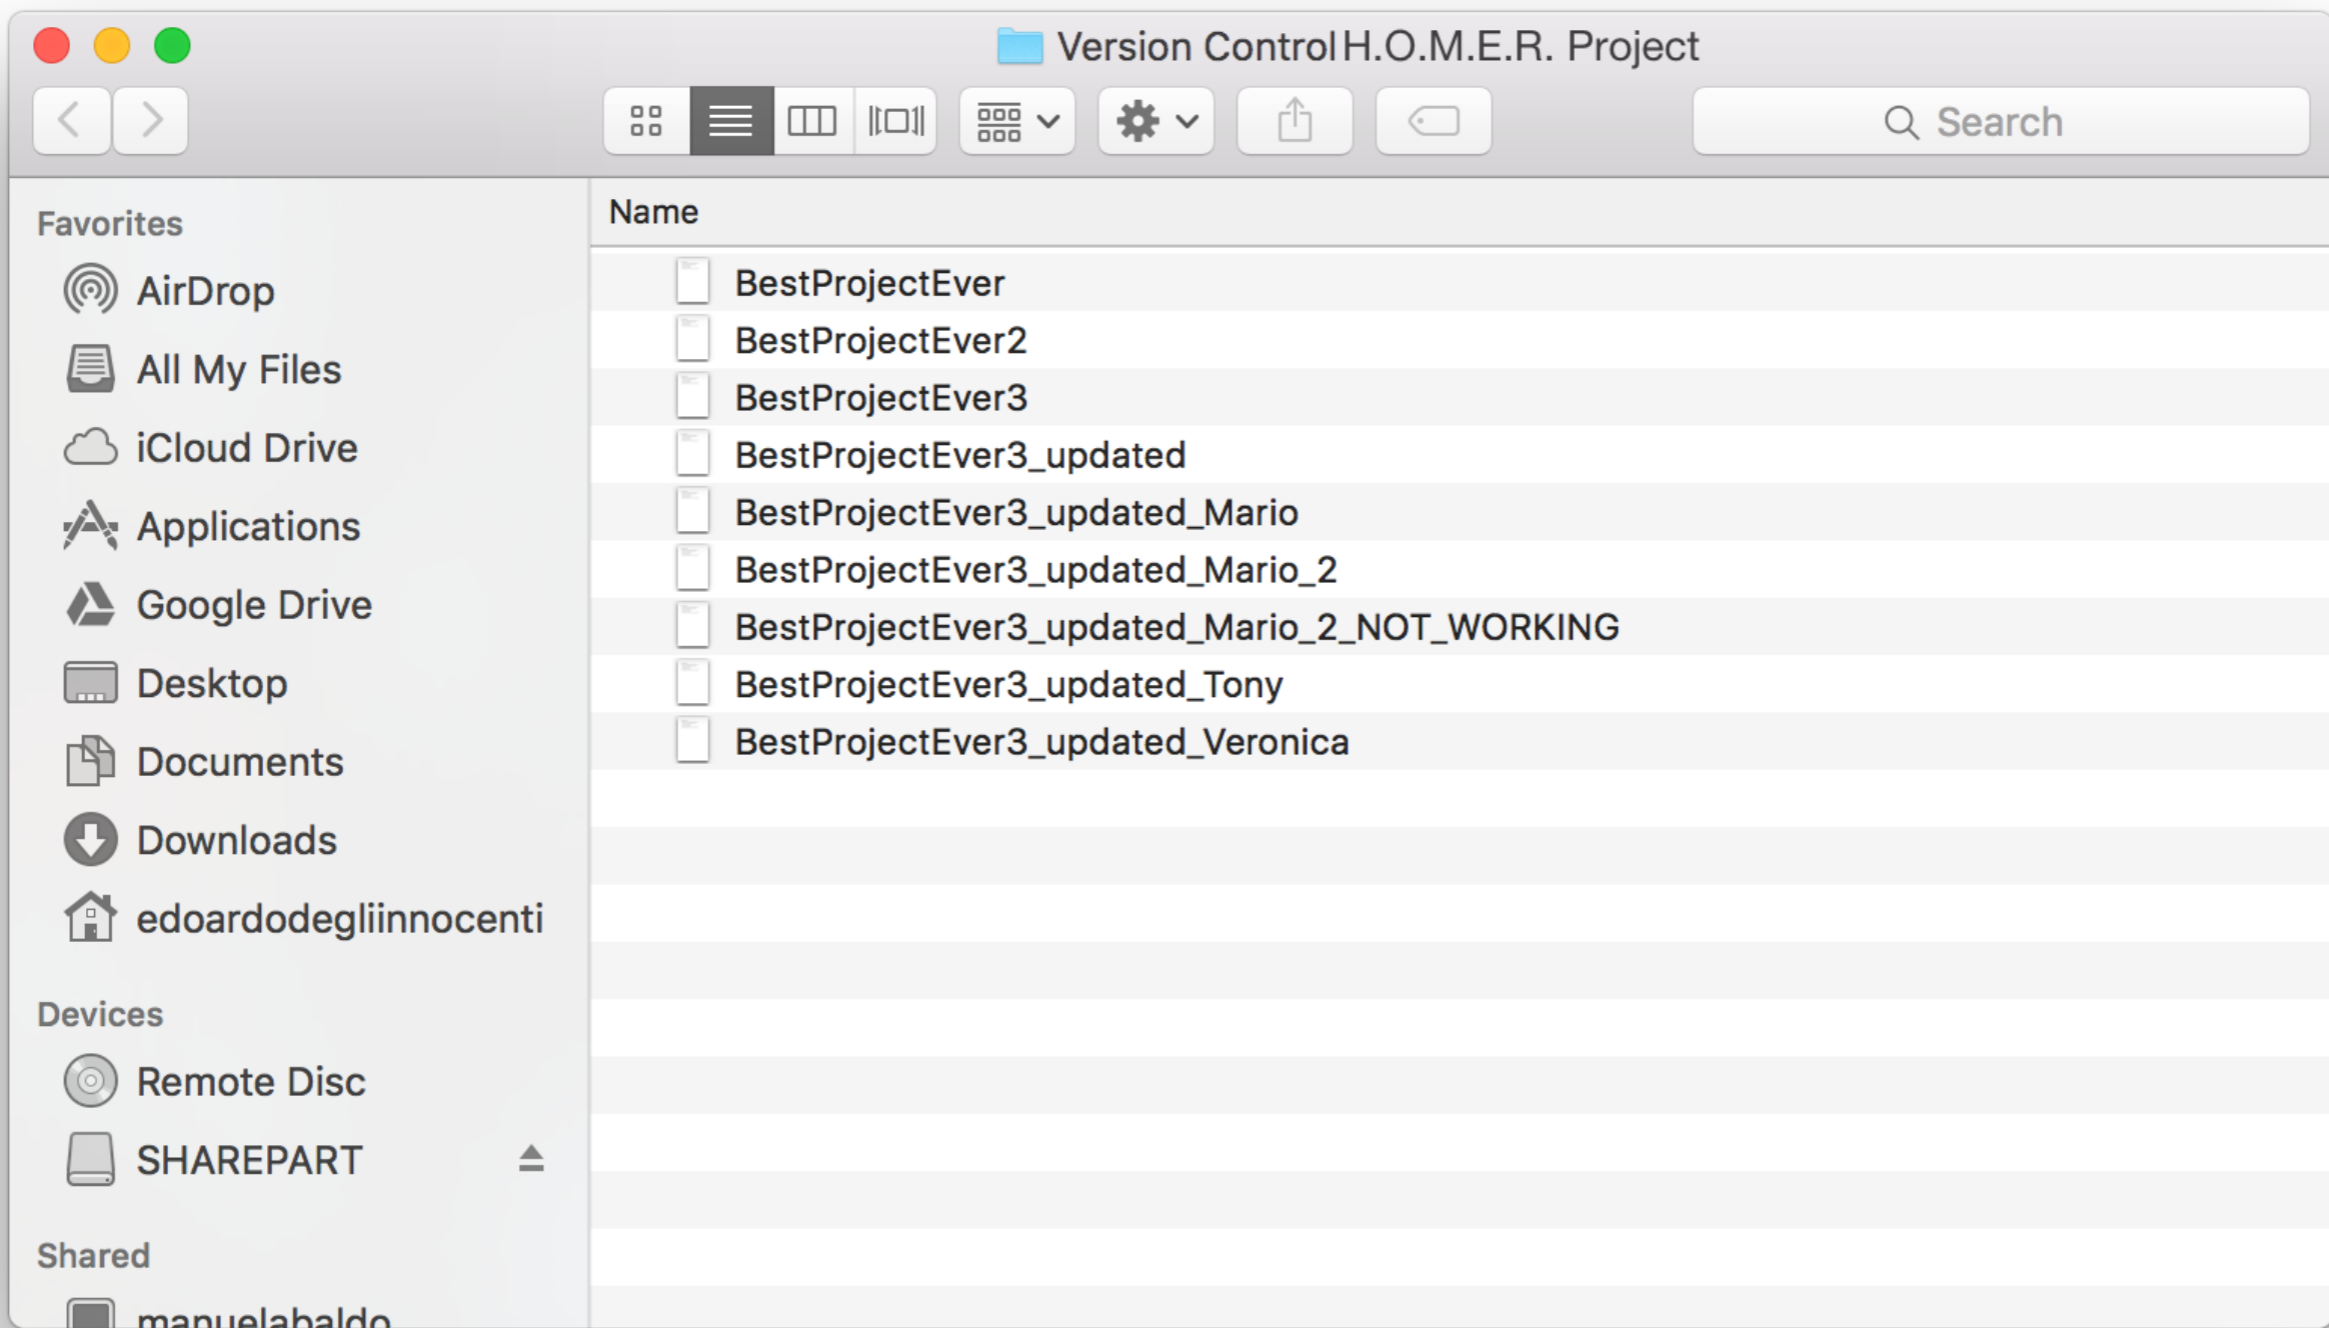 Version Control H.O.M.E.R. Project
Search
Favorites
AirDrop
All My Files
iCloud Drive
Applications
Google Drive
Desktop
Documents
Downloads
edoardodegliinnocenti
Devices
Remote Disc
SHAREPART
Shared
manuelabaldo
Name
BestProjectEver
BestProjectEver2
BestProjectEver3
BestProjectEver3_updated
BestProjectEver3_updated_Mario
BestProjectEver3_updated_Mario_2
BestProjectEver3_updated_Mario_2_NOT_WORKING
BestProjectEver3_updated_Tony
BestProjectEver3_updated_Veronica